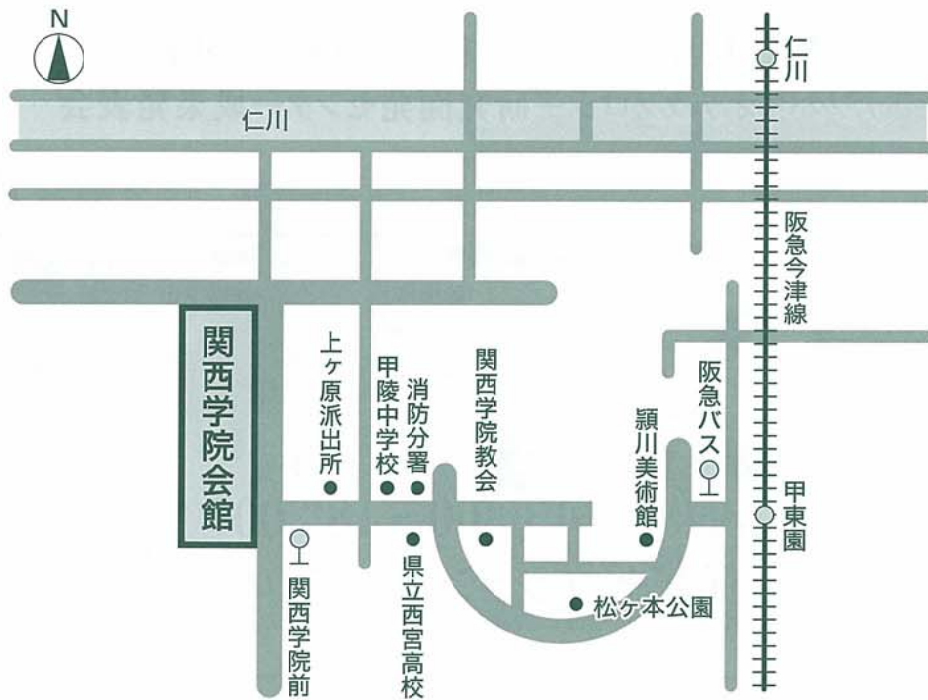 N
仁川
仁川
阪急今津線
関西学院会館
上ヶ原派出所
甲陵中学校
消防分署
関西学院教会
頴川美術館
阪急バス
甲東園
関西学院前
県立西宮高校
松ヶ本公園